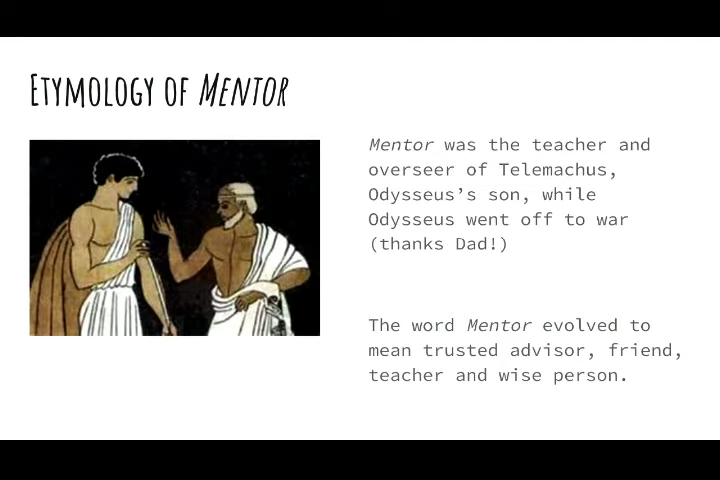 Etymology of Mentor
Mentor was the teacher and
overseer of Telemachus,
Odysseus’s son, while
Odysseus went off to war
(thanks Dad!)
The word Mentor evolved to
mean trusted advisor, friend,
teacher and wise person.